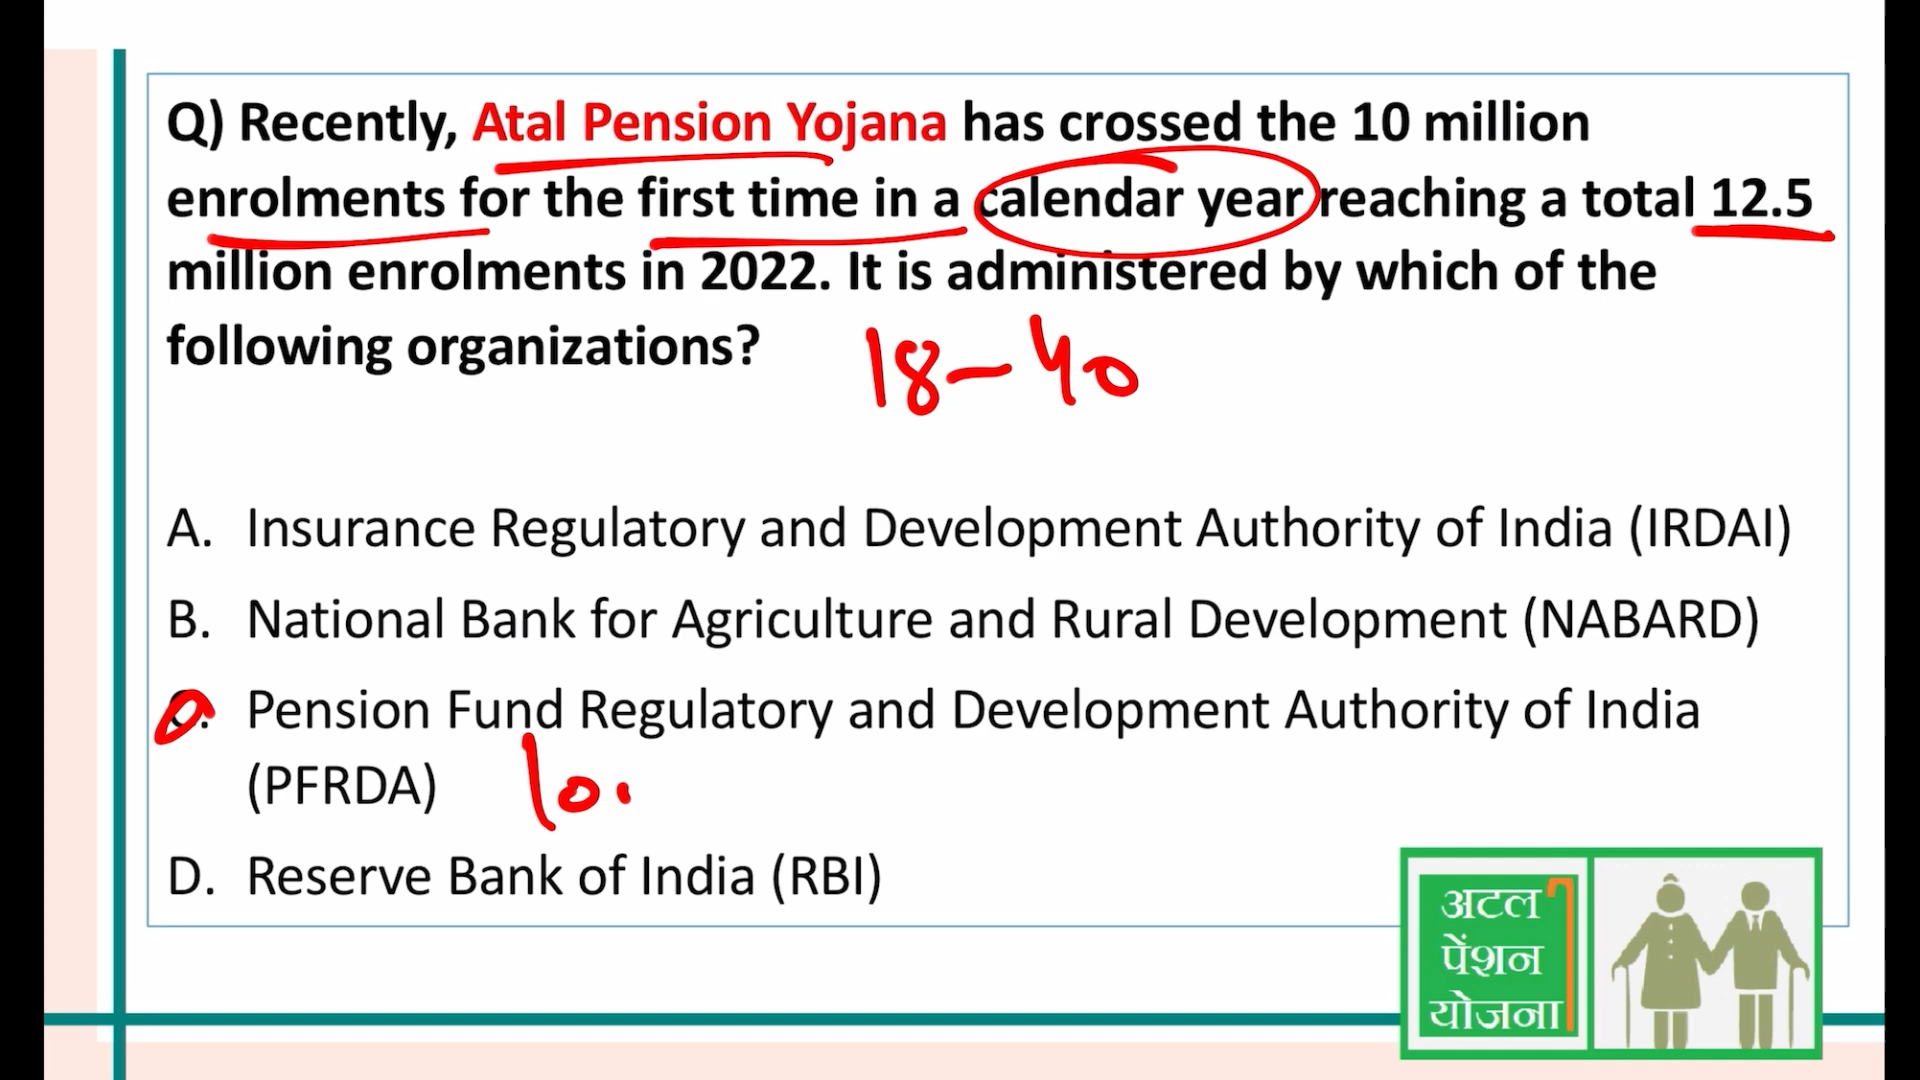 Q) Recently, Atal Pension Yojana has crossed the 10 million
enrolments for the first time in a calendar year reaching a total 12.5
million enrolments in 2022. It is administered by which of the
following organizations?
18-40
A. Insurance Regulatory and Development Authority of India (IRDAI)
B. National Bank for Agriculture and Rural Development (NABARD)
C. Pension Fund Regulatory and Development Authority of India
(PFRDA)
D. Reserve Bank of India (RBI)
अटल
पेंशन
योजना